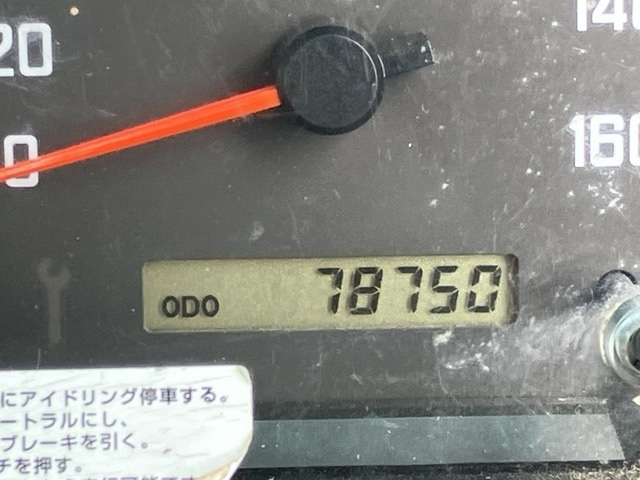 140
20
160
0
ODO 78750
にアイドリング停車する。
ートラルにし、
ブレーキを引く。
チを押す。